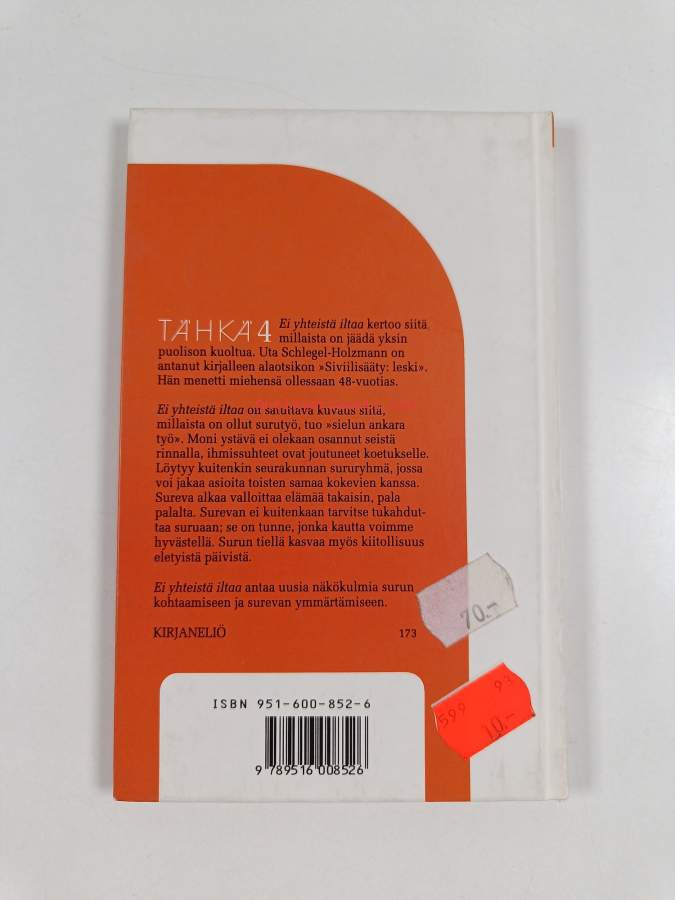 TÄHKÄ 4 Ei yhteistä iltaa kertoo siitä,
millaista on jäädä yksin
puolison kuoltua. Uta Schlegel-Holzmann on
antanut kirjalleen alaotsikon »Siviilisääty: leski».
Hän menetti miehensä ollessaan 48-vuotias.
Ei yhteistä iltaa on satuttava kuvaus siitä,
millaista on ollut surutyö, tuo »sielun ankara
työ». Moni ystävä ei olekaan osannut seistä
rinnalla, ihmissuhteet ovat joutuneet koetukselle.
Löytyy kuitenkin seurakunnan sururyhmä, jossa
voi jakaa asioita toisten samaa kokevien kanssa.
Sureva alkaa valloittaa elämää takaisin, pala
palalta. Surevan ei kuitenkaan tarvitse tukahdut-
taa suruaan; se on tunne, jonka kautta voimme
hyvästellä. Surun tiellä kasvaa myös kiitollisuus
eletyistä päivistä.
Ei yhteistä iltaa antaa uusia näkökulmia surun
kohtaamiseen ja surevan ymmärtämiseen.
KIRJANELIÖ 173
70.-
ISBN 951-600-852-6
599 93
10.-
9 789516 008526